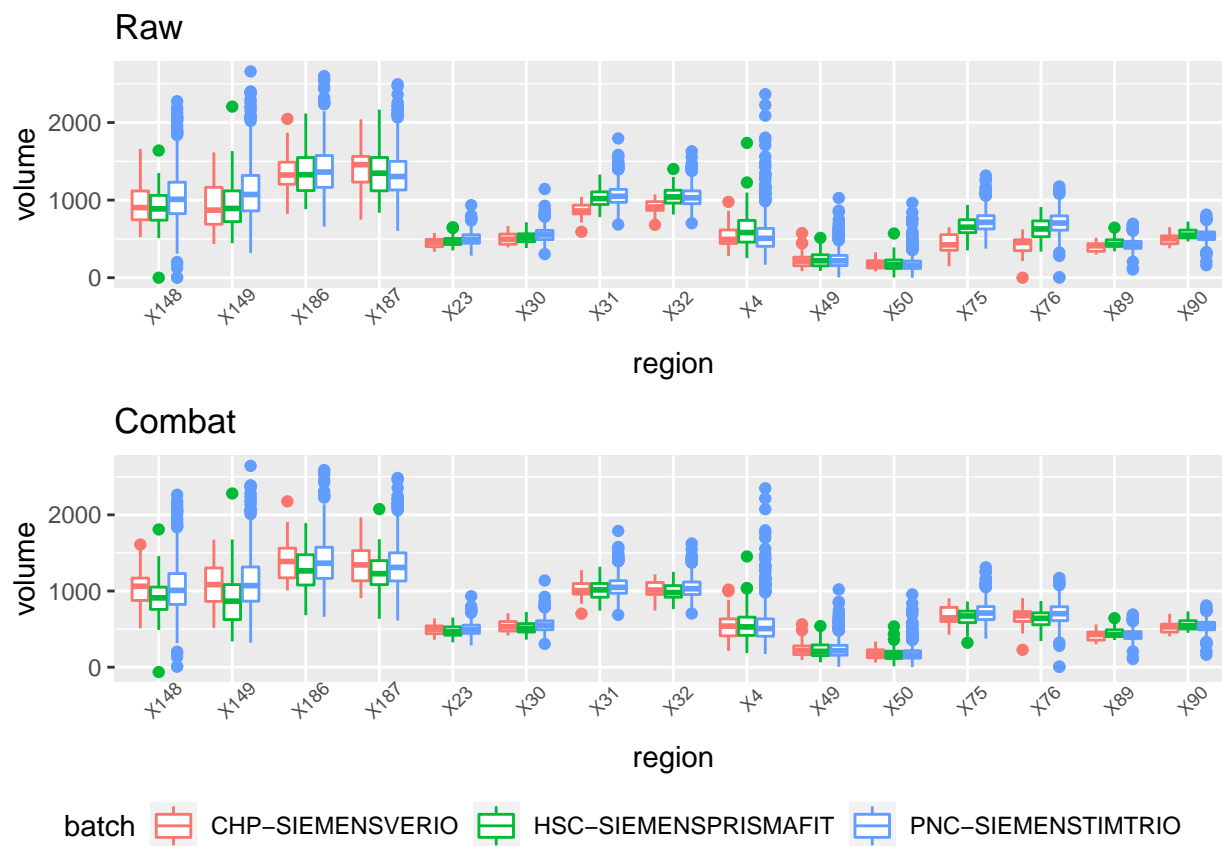 Raw
volume
2000
1000
0
X148 X149 X186 X187 X23 X30 X31 X32 X4 X49 X50 X75 X76 X89 X90
region
Combat
volume
2000
1000
0
X148 X149 X186 X187 X23 X30 X31 X32 X4 X49 X50 X75 X76 X89 X90
region
batch CHP-SIEMENSVERIO HSC-SIEMENSPRISMAFIT PNC-SIEMENSTIMTRIO